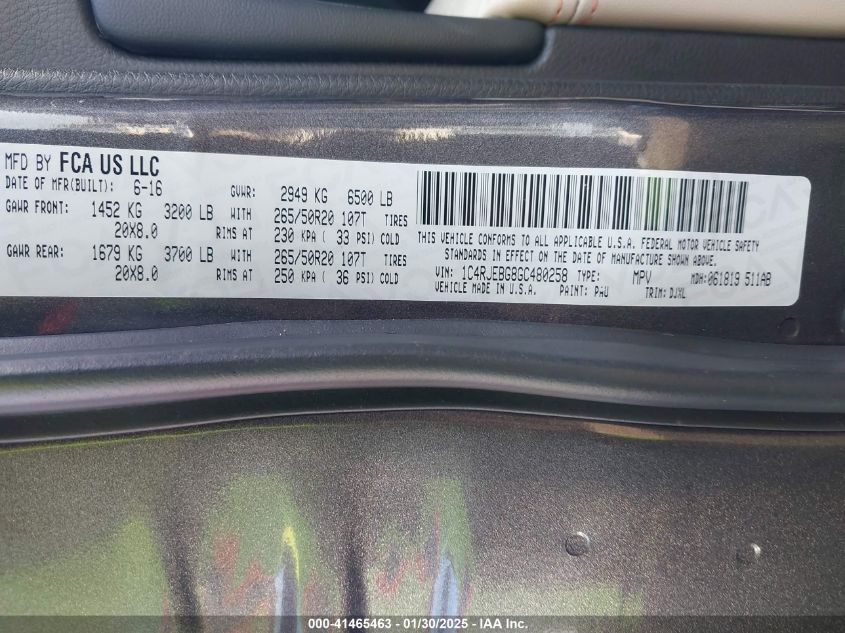 MFD BY FCA US LLC
DATE OF MFR(BUILT): 6-16 GVWR: 2949 KG 6500 LB
GAWR FRONT: 1452 KG 3200 LB WITH 265/50R20 107T TIRES
20X8.0 RIMS AT 230 KPA ( 33 PSI) COLD
GAWR REAR: 1679 KG 3700 LB WITH 265/50R20 107T TIRES
20X8.0 RIMS AT 250 KPA ( 36 PSI) COLD
THIS VEHICLE CONFORMS TO ALL APPLICABLE U.S.A. FEDERAL MOTOR VEHICLE SAFETY
STANDARDS IN EFFECT ON THE DATE OF MANUFACTURE SHOWN ABOVE.
VIN: 1C4RJEBG8GC480258 TYPE: MPV MDH: 061819 511AB
VEHICLE MADE IN U.S.A. PAINT: PAU TRIM: DJXL
000-41465463 - 01/30/2025 - IAA Inc.